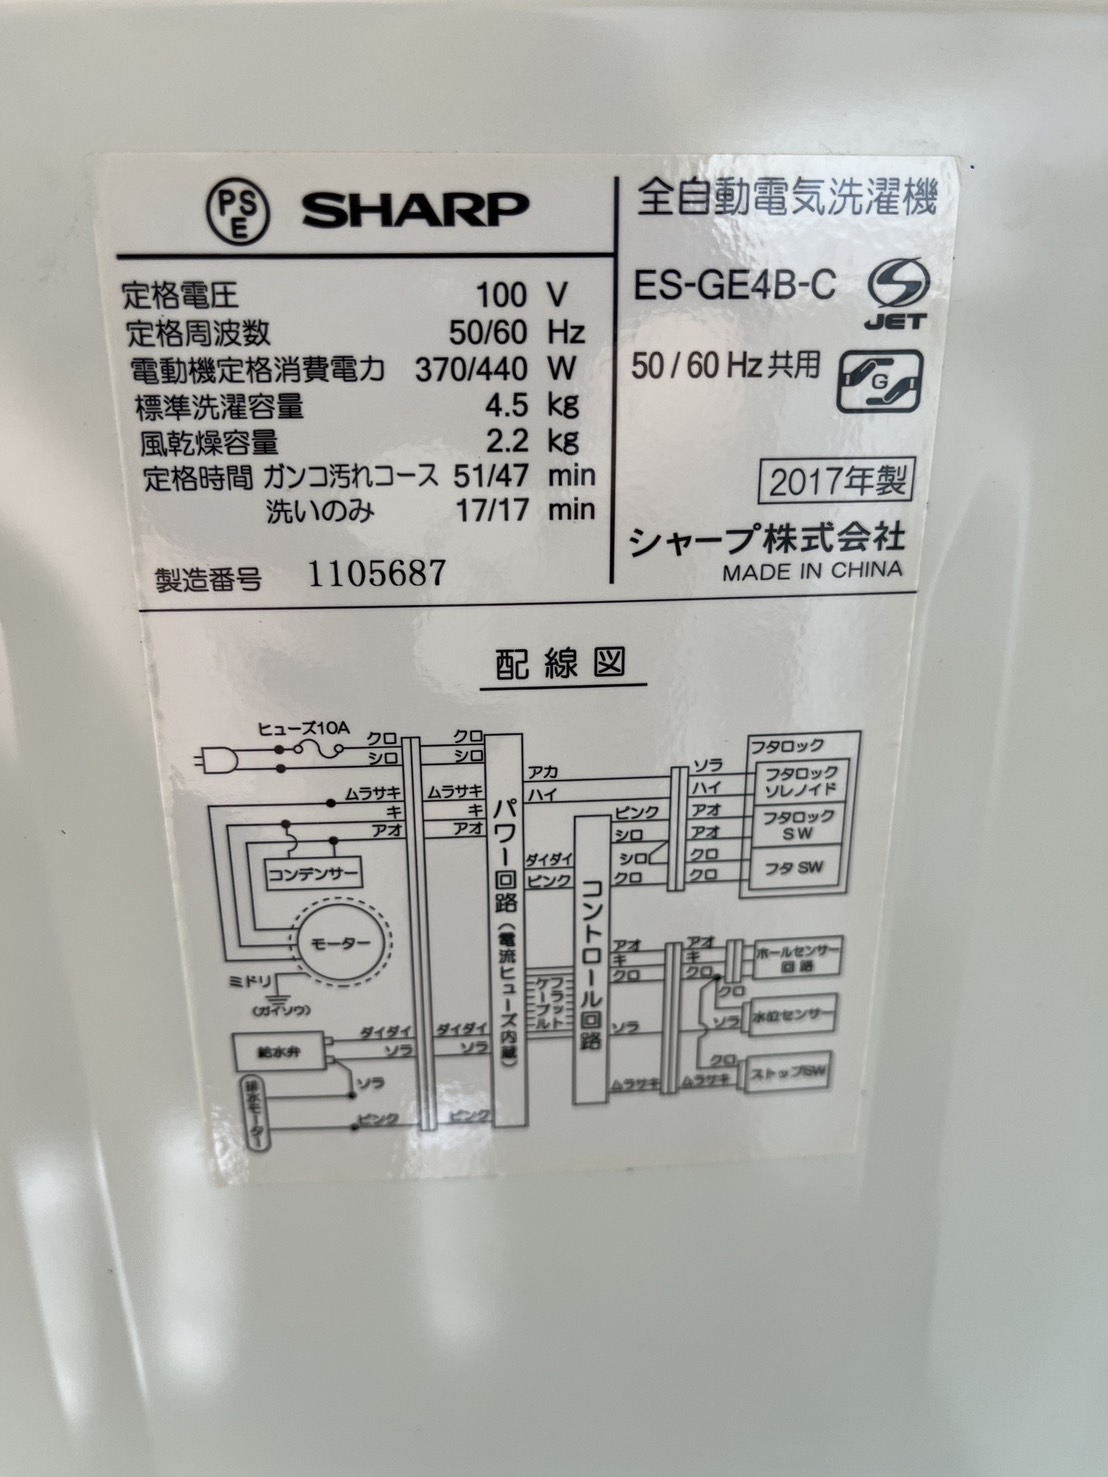 PSE SHARP
定格電圧 100 V
定格周波数 50/60 Hz
電動機定格消費電力 370/440 W
標準洗濯容量 4.5 kg
風乾燥容量 2.2 kg
定格時間 ガンコ汚れコース 51/47 min
洗いのみ 17/17 min
製造番号 1105687
全自動電気洗濯機
ES-GE4B-C
S JET
50/60 Hz共用
G
2017年製
シャープ株式会社
MADE IN CHINA
配線図
ヒューズ10A
クロ クロ
シロ シロ
ムラサキ ムラサキ
キ キ
アオ アオ
コンデンサー
モーター
ミドリ
(ガイソウ)
給水弁
ダイダイ ダイダイ
ソラ ソラ
ソラ
排水モーター
ピンク ピンク
パワー回路(電流ヒューズ内蔵)
アカ
ハイ
ダイダイ
ピンク
フラットケーブル
コントロール回路
ピンク
シロ
シロ
クロ
ソラ
ハイ
アオ
アオ
クロ
クロ
フタロック
フタロック
ソレノイド
フタロック
SW
フタ SW
アオ アオ
キ キ
クロ クロ
クロ
ホールセンサー
回路
ソラ ソラ
水位センサー
クロ
ムラサキ ムラサキ
ストップSW